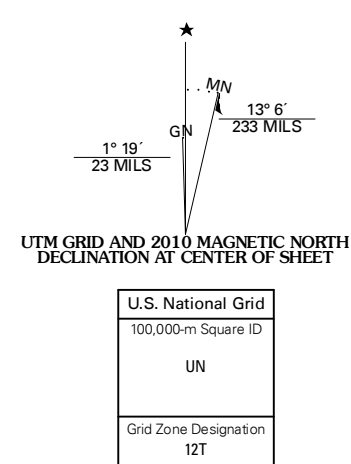 MN
GN
13° 6´
233 MILS
1° 19´
23 MILS
UTM GRID AND 2010 MAGNETIC NORTH
DECLINATION AT CENTER OF SHEET
U.S. National Grid
100,000-m Square ID
UN
Grid Zone Designation
12T